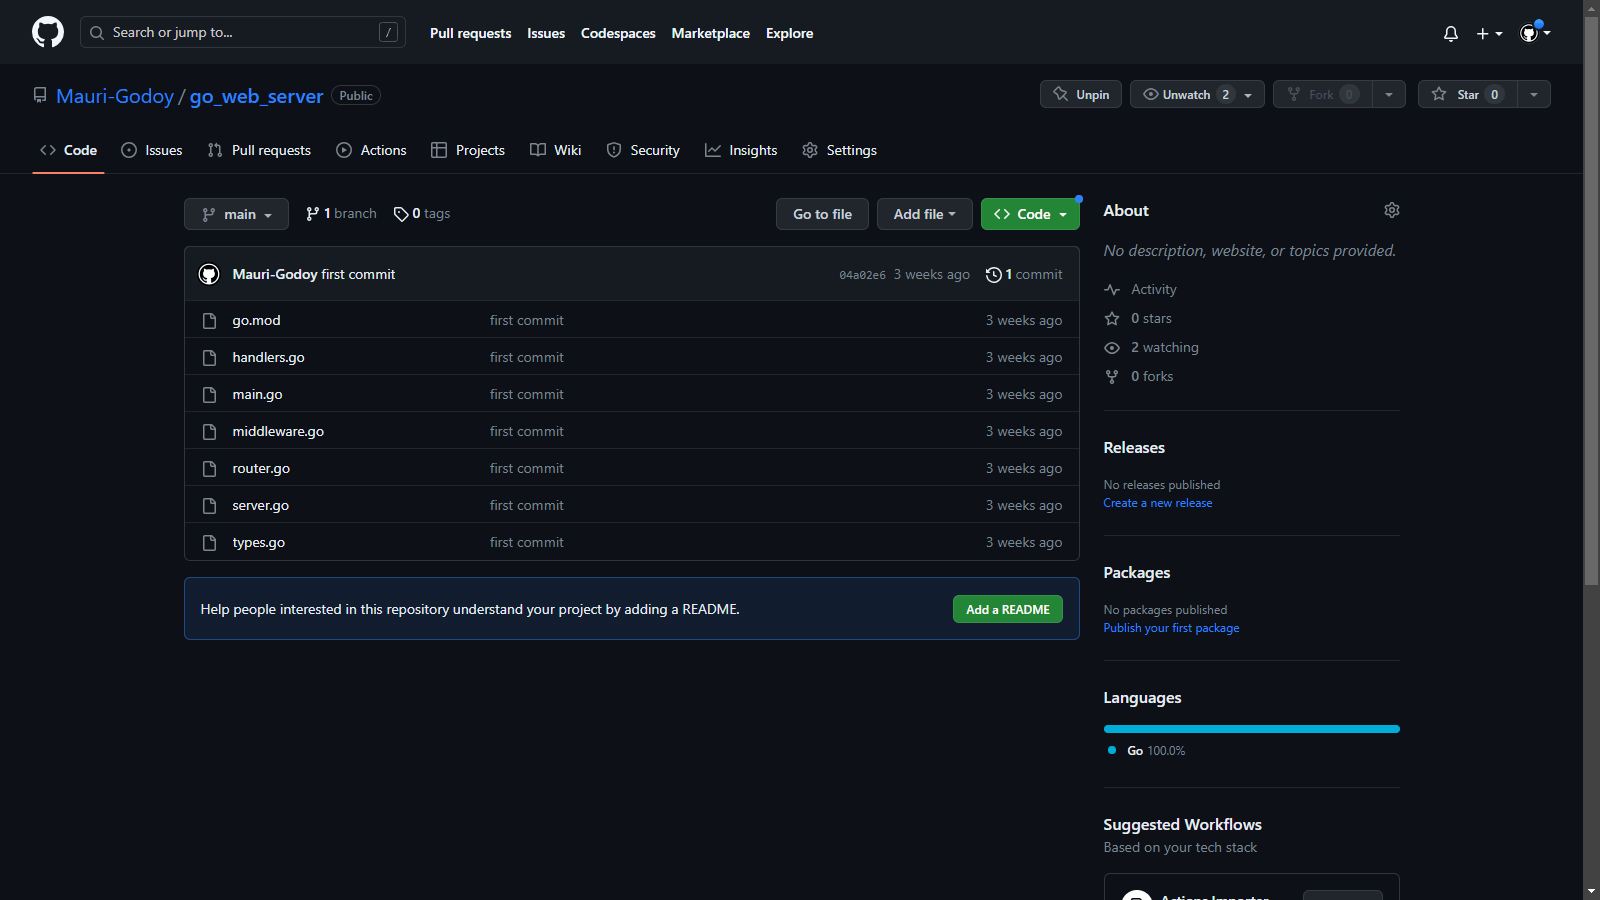 Search or jump to... /
Pull requests Issues Codespaces Marketplace Explore
Mauri-Godoy / go_web_server Public
Unpin Unwatch 2 Fork 0 Star 0
Code Issues Pull requests Actions Projects Wiki Security Insights Settings
main 1 branch 0 tags Go to file Add file Code
Mauri-Godoy first commit 04a02e6 3 weeks ago 1 commit
go.mod first commit 3 weeks ago
handlers.go first commit 3 weeks ago
main.go first commit 3 weeks ago
middleware.go first commit 3 weeks ago
router.go first commit 3 weeks ago
server.go first commit 3 weeks ago
types.go first commit 3 weeks ago
Help people interested in this repository understand your project by adding a README. Add a README
About
No description, website, or topics provided.
Activity
0 stars
2 watching
0 forks
Releases
No releases published
Create a new release
Packages
No packages published
Publish your first package
Languages
Go 100.0%
Suggested Workflows
Based on your tech stack
Actions Importer